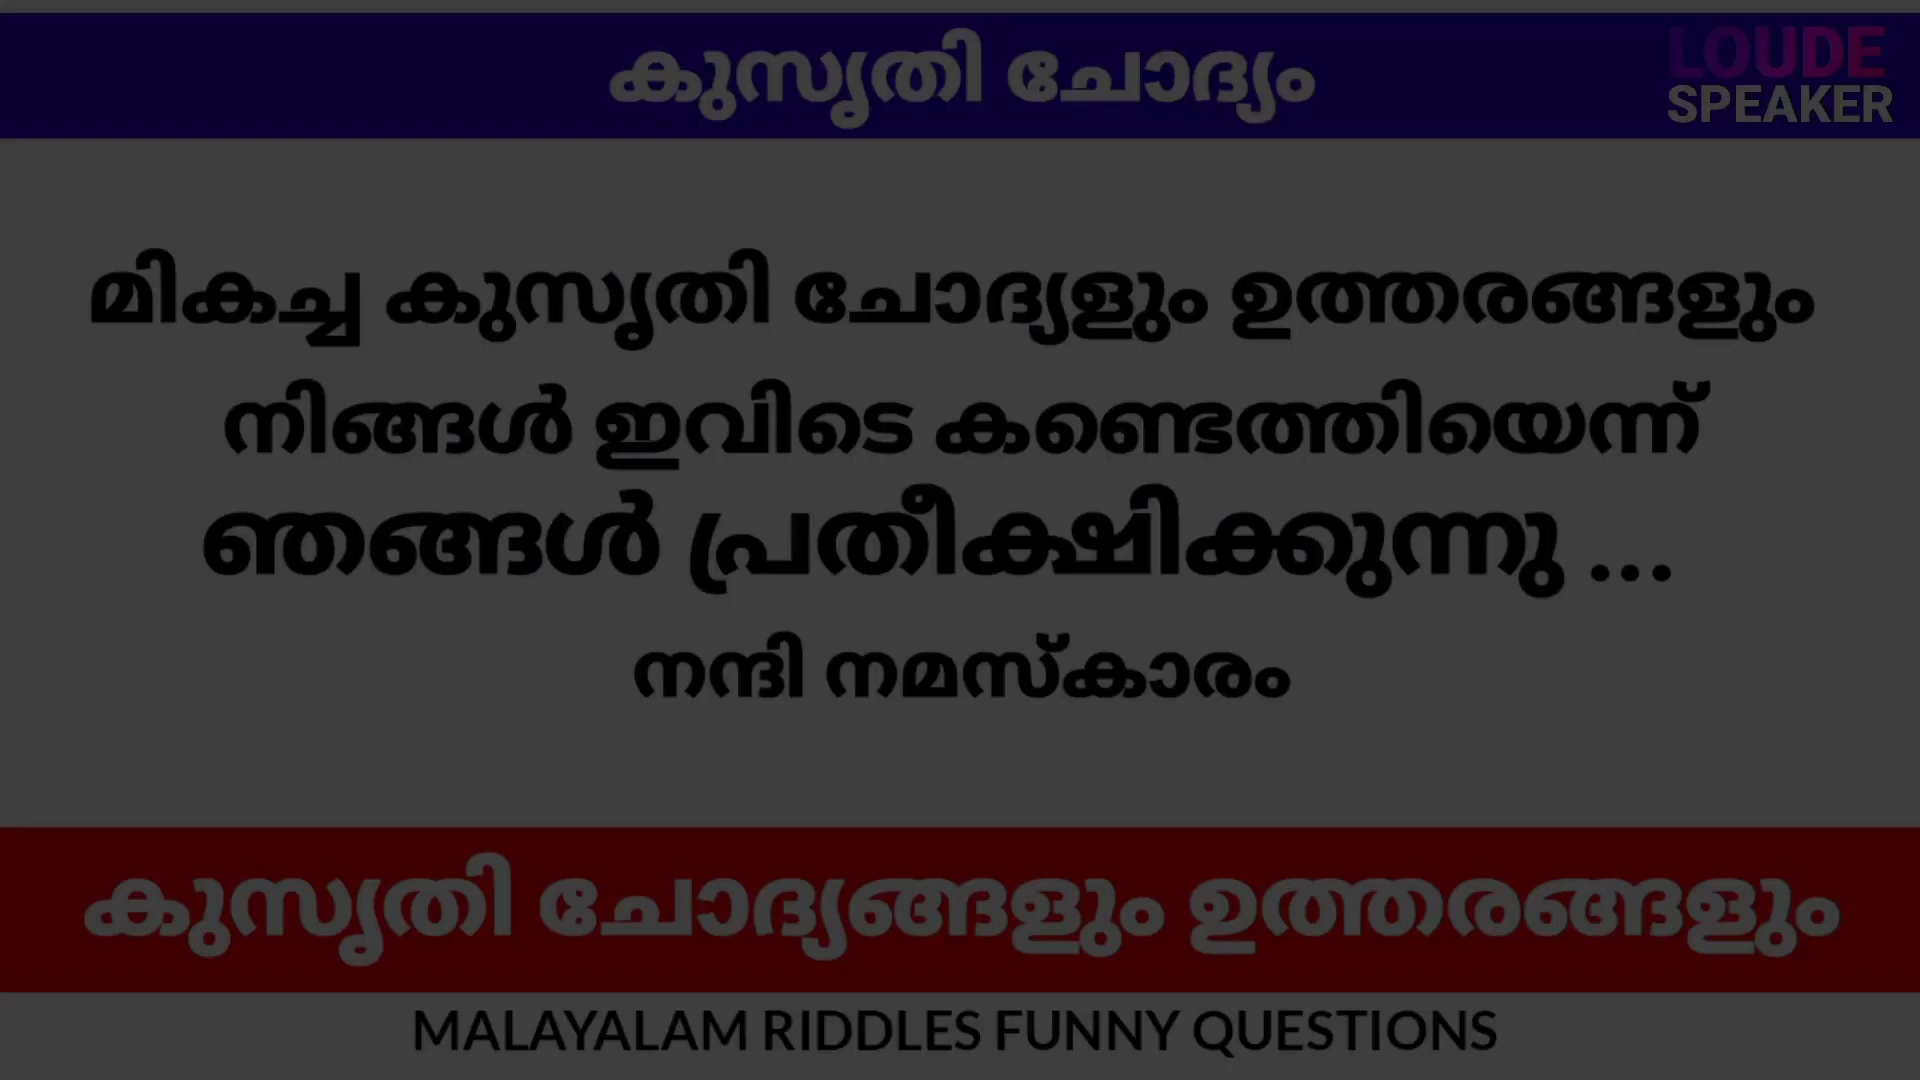 കുസൃതി ചോദ്യം
LOUDE
SPEAKER
മികച്ച കുസൃതി ചോദ്യളും ഉത്തരങ്ങളും
നിങ്ങൾ ഇവിടെ കണ്ടെത്തിയെന്ന്
ഞങ്ങൾ പ്രതീക്ഷിക്കുന്നു ...
നന്ദി നമസ്കാരം
കുസൃതി ചോദ്യങ്ങളും ഉത്തരങ്ങളും
MALAYALAM RIDDLES FUNNY QUESTIONS